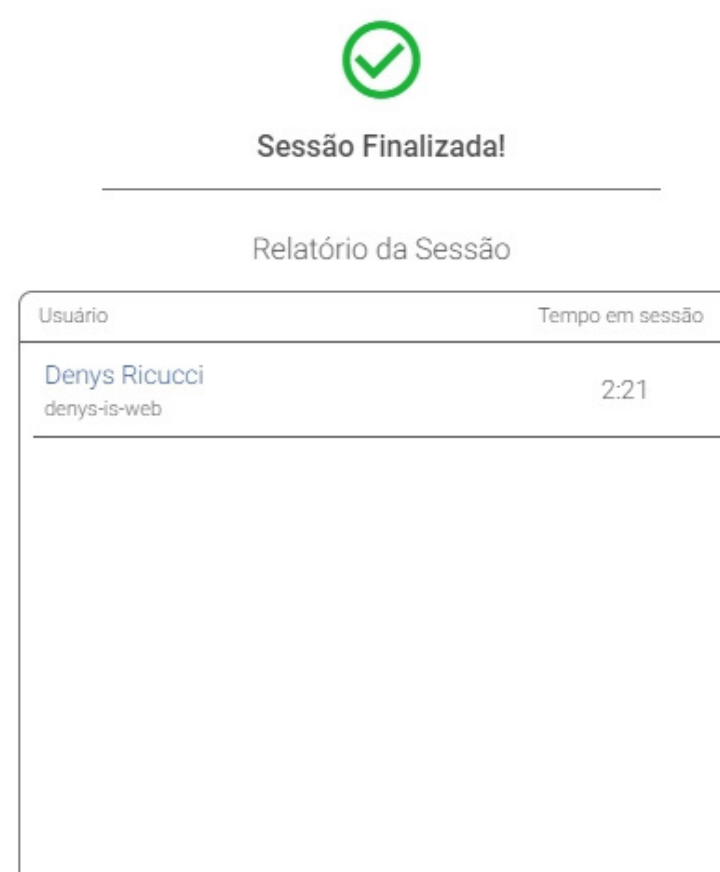 Sessão Finalizada!
Relatório da Sessão
Usuário Tempo em sessão
Denys Ricucci
denys-is-web
2:21